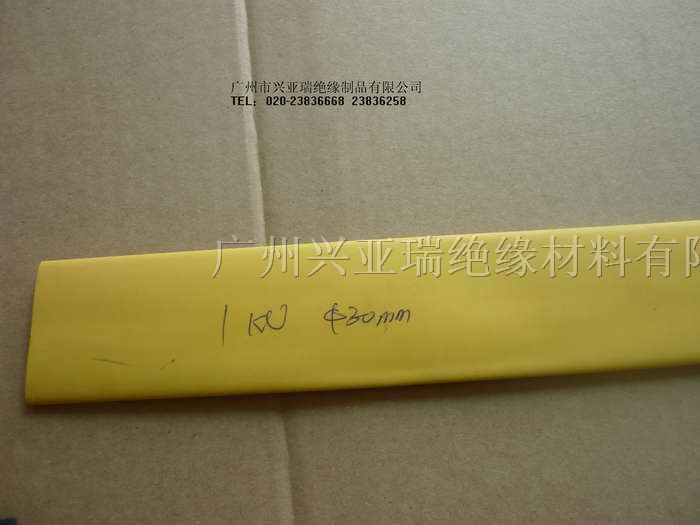 广州市兴亚瑞绝缘制品有限公司
TEL: 020-23836668 23836258
广州兴亚瑞绝缘材料有限
1 KV ф30mm